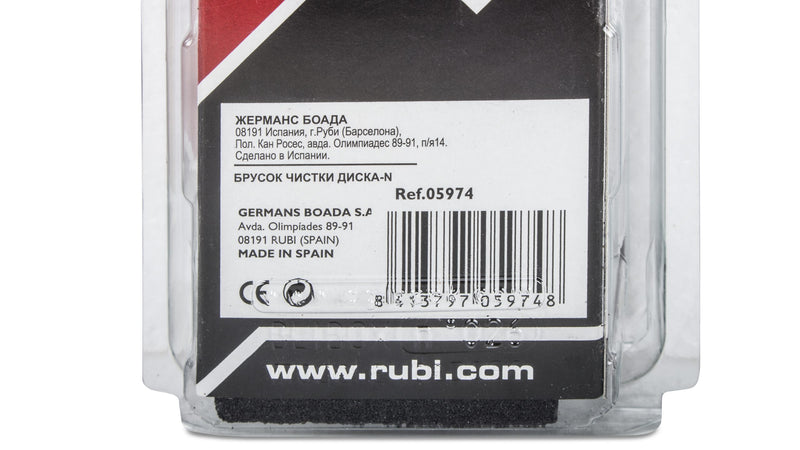 ЖЕРМАНС БОАДА
08191 Испания, г.Руби (Барселона),
Пол. Кан Росес, авда. Олимпиадес 89-91, п/я14.
Сделано в Испании.
БРУСОК ЧИСТКИ ДИСКА-N
Ref.05974
GERMANS BOADA S.A
Avda. Olimpíades 89-91
08191 RUBI (SPAIN)
MADE IN SPAIN
CE
8 413797 059748
www.rubi.com